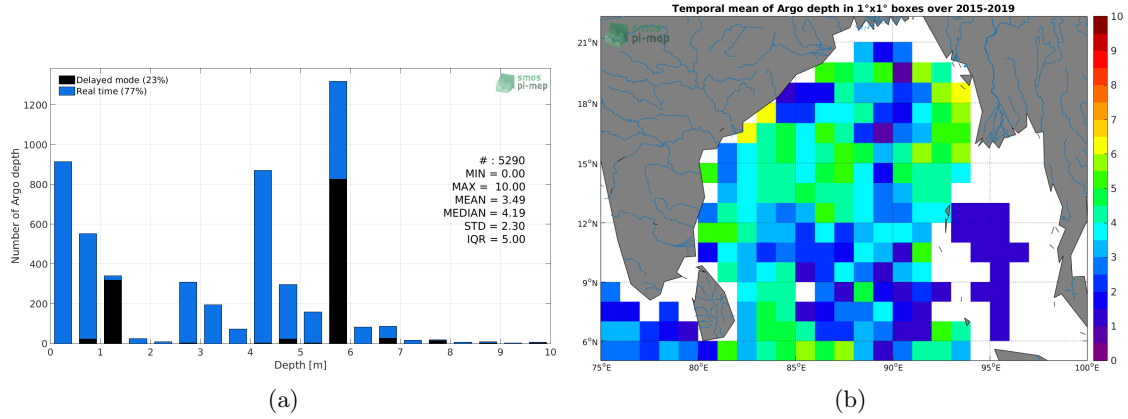 Delayed mode (23%)
Real time (77%)
smos
pi-mep
Number of Argo depth
1200
1000
800
600
400
200
0
# : 5290
MIN = 0.00
MAX = 10.00
MEAN = 3.49
MEDIAN = 4.19
STD = 2.30
IQR = 5.00
0 1 2 3 4 5 6 7 8 9 10
Depth [m]
(a)
Temporal mean of Argo depth in 1°x1° boxes over 2015-2019
smos
pi-mep
21°N
18°N
15°N
12°N
9°N
6°N
75°E 80°E 85°E 90°E 95°E 100°E
10
9
8
7
6
5
4
3
2
1
0
(b)